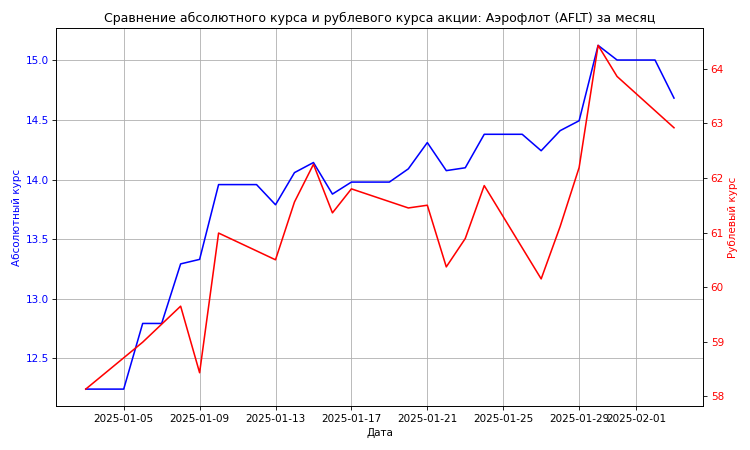 Сравнение абсолютного курса и рублевого курса акции: Аэрофлот (AFLT) за месяц
15.0
14.5
14.0
13.5
13.0
12.5
Абсолютный курс
64
63
62
61
60
59
58
Рублевый курс
2025-01-05 2025-01-09 2025-01-13 2025-01-17 2025-01-21 2025-01-25 2025-01-29 2025-02-01
Дата